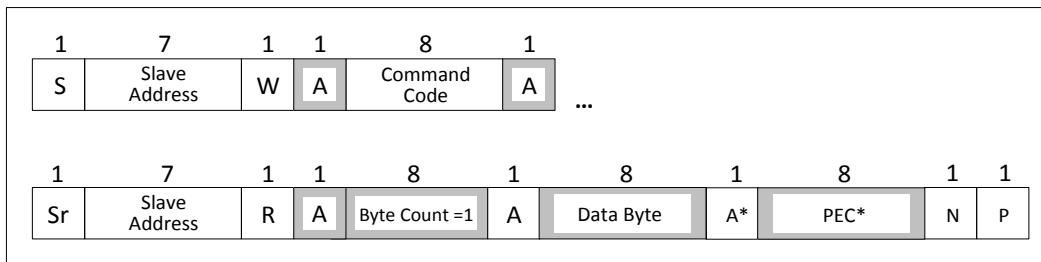 1 7 1 1 8 1
S Slave Address W A Command Code A ...
1 7 1 1 8 1 8 1 8 1 1
Sr Slave Address R A Byte Count =1 A Data Byte A* PEC* N P